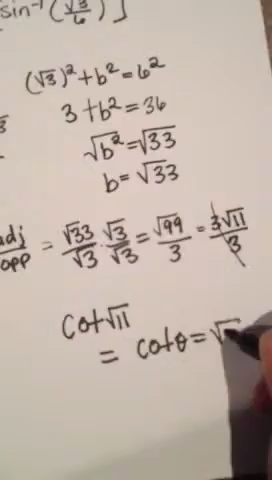 sin⁻¹(√3/6)]
(√3)² + b² = 6²
3 + b² = 36
√b² = √33
b = √33
adj/opp = √33/√3 · √3/√3 = √99/3 = 3√11/3
cot√11
= cotθ = √